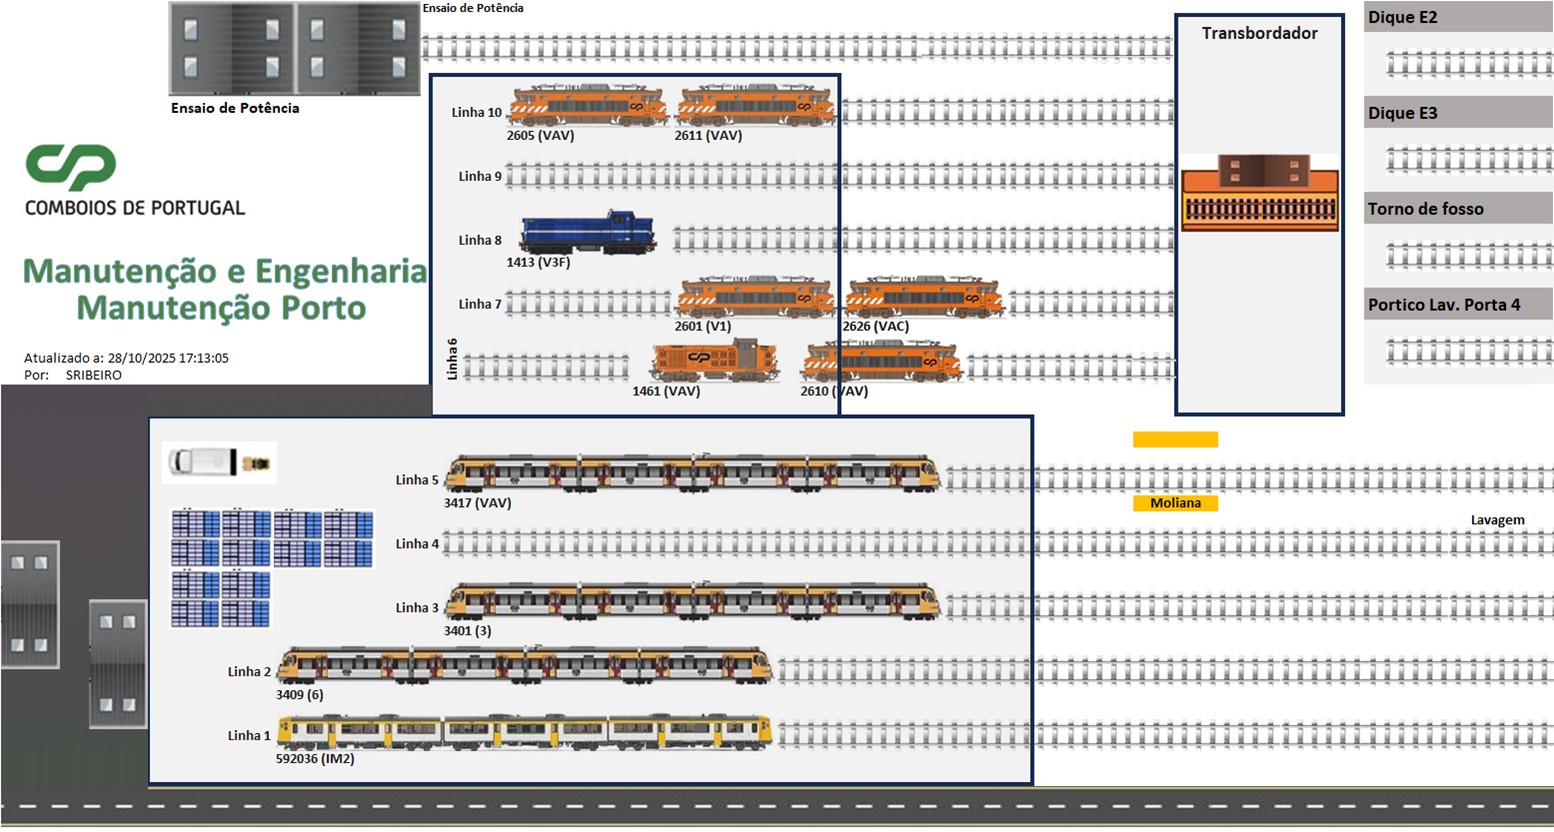 Ensaio de Potência
Ensaio de Potência
CP
COMBOIOS DE PORTUGAL
Manutenção e Engenharia
Manutenção Porto
Atualizado a: 28/10/2025 17:13:05
Por: SRIBEIRO
Linha 10
2605 (VAV) 2611 (VAV)
Linha 9
Linha 8
1413 (V3F)
Linha 7
2601 (V1) 2626 (VAC)
Linha 6
1461 (VAV) 2610 (VAV)
Transbordador
Dique E2
Dique E3
Torno de fosso
Portico Lav. Porta 4
Linha 5
3417 (VAV)
Moliana
Lavagem
Linha 4
Linha 3
3401 (3)
Linha 2
3409 (6)
Linha 1
592036 (IM2)